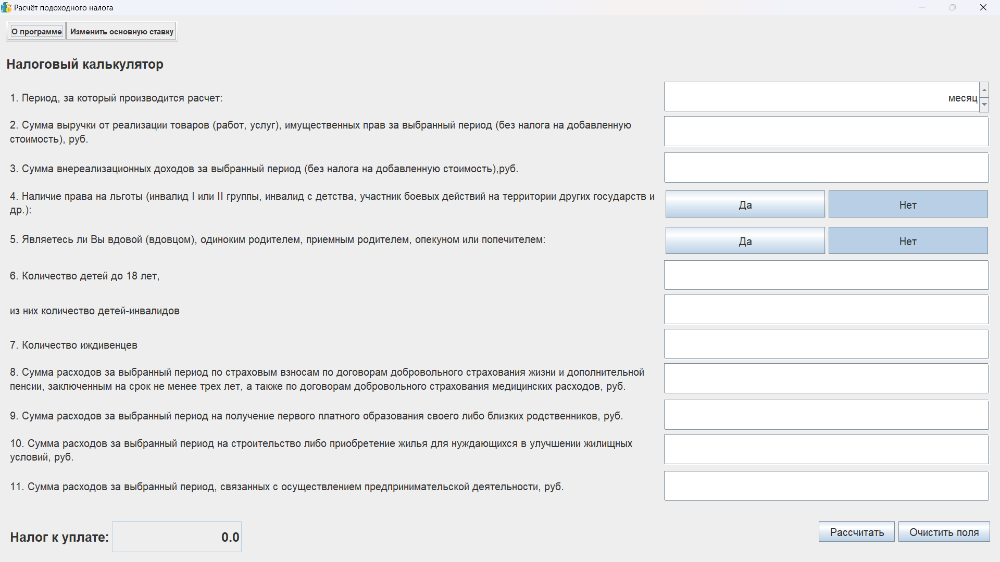 Расчёт подоходного налога
О программе
Изменить основную ставку
Налоговый калькулятор
1. Период, за который производится расчет:
месяц
2. Сумма выручки от реализации товаров (работ, услуг), имущественных прав за выбранный период (без налога на добавленную
стоимость), руб.
3. Сумма внереализационных доходов за выбранный период (без налога на добавленную стоимость),руб.
4. Наличие права на льготы (инвалид I или II группы, инвалид с детства, участник боевых действий на территории других государств и
др.):
Да
Нет
5. Являетесь ли Вы вдовой (вдовцом), одиноким родителем, приемным родителем, опекуном или попечителем:
Да
Нет
6. Количество детей до 18 лет,
из них количество детей-инвалидов
7. Количество иждивенцев
8. Сумма расходов за выбранный период по страховым взносам по договорам добровольного страхования жизни и дополнительной
пенсии, заключенным на срок не менее трех лет, а также по договорам добровольного страхования медицинских расходов, руб.
9. Сумма расходов за выбранный период на получение первого платного образования своего либо близких родственников, руб.
10. Сумма расходов за выбранный период на строительство либо приобретение жилья для нуждающихся в улучшении жилищных
условий, руб.
11. Сумма расходов за выбранный период, связанных с осуществлением предпринимательской деятельности, руб.
Налог к уплате:
0.0
Рассчитать
Очистить поля